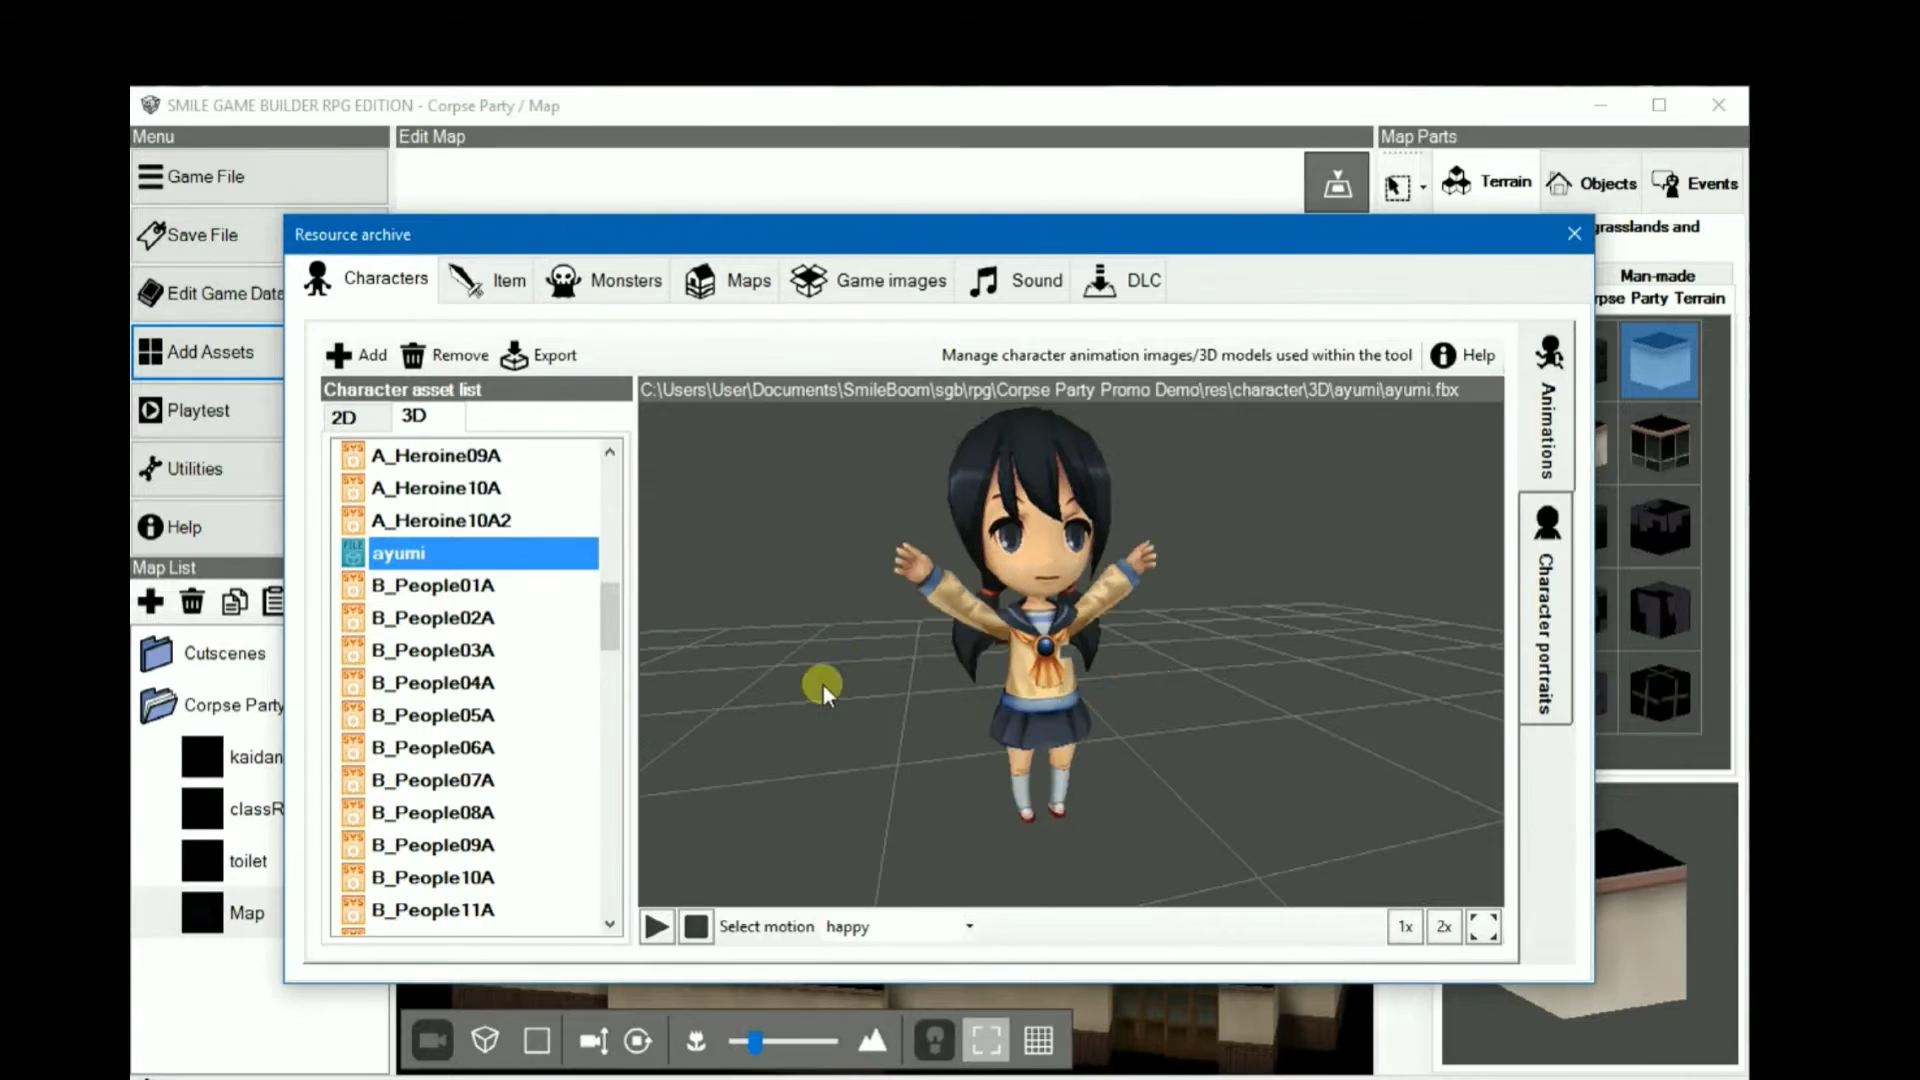 SMILE GAME BUILDER RPG EDITION - Corpse Party / Map
Menu
Edit Map
Map Parts
Game File
Terrain
Objects
Events
Save File
Resource archive
grasslands and
Characters
Item
Monsters
Maps
Game images
Sound
DLC
Man-made
Edit Game Data
rpse Party Terrain
Add Assets
Add
Remove
Export
Manage character animation images/3D models used within the tool
Help
Character asset list
C:\Users\User\Documents\SmileBoom\sgb\rpg\Corpse Party Promo Demo\res\character\3D\ayumi\ayumi.fbx
2D
3D
Animations
Playtest
A_Heroine09A
Utilities
A_Heroine10A
A_Heroine10A2
Help
ayumi
Map List
B_People01A
B_People02A
Character portraits
Cutscenes
B_People03A
B_People04A
Corpse Party
B_People05A
B_People06A
kaidan
B_People07A
classR
B_People08A
B_People09A
toilet
B_People10A
Map
B_People11A
Select motion
happy
1x
2x